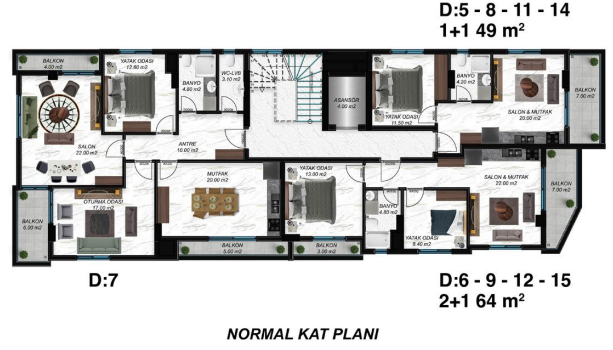 D:5 - 8 - 11 - 14
1+1 49 m²
BALKON
4.00 m2
YATAK ODASI
12.80 m2
BANYO
4.80 m2
WC-LVB
3.10 m2
ASANSÖR
4.00 m2
YATAK ODASI
11.50 m2
BANYO
4.20 m2
SALON & MUTFAK
20.00 m2
BALKON
7.00 m2
SALON
22.00 m2
ANTRE
10.00 m2
MUTFAK
20.00 m2
YATAK ODASI
13.00 m2
SALON & MUTFAK
22.00 m2
BALKON
7.00 m2
BALKON
6.00 m2
OTURMA ODASI
17.00 m2
BANYO
4.80 m2
YATAK ODASI
8.40 m2
BALKON
5.00 m2
BALKON
3.00 m2
D:7
D:6 - 9 - 12 - 15
2+1 64 m²
NORMAL KAT PLANI